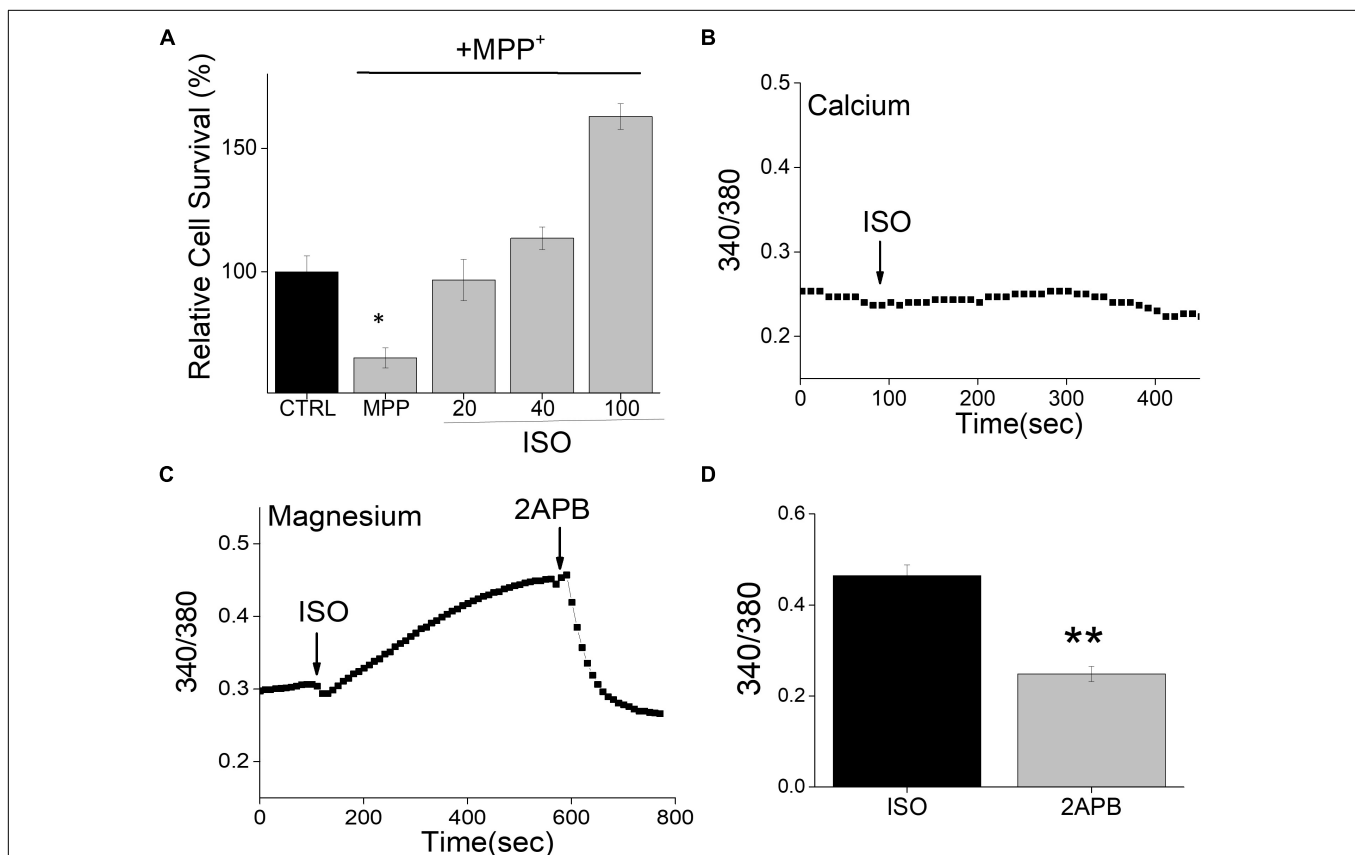 A
+MPP+
Relative Cell Survival (%)
150
100
*
CTRL MPP 20 40 100
ISO
B
Calcium
0.5
0.4
0.3
0.2
340/380
ISO
0 100 200 300 400
Time(sec)
C
Magnesium
2APB
0.5
0.4
0.3
0.2
340/380
ISO
0 200 400 600 800
Time(sec)
D
0.6
0.4
0.2
0.0
340/380
**
ISO 2APB